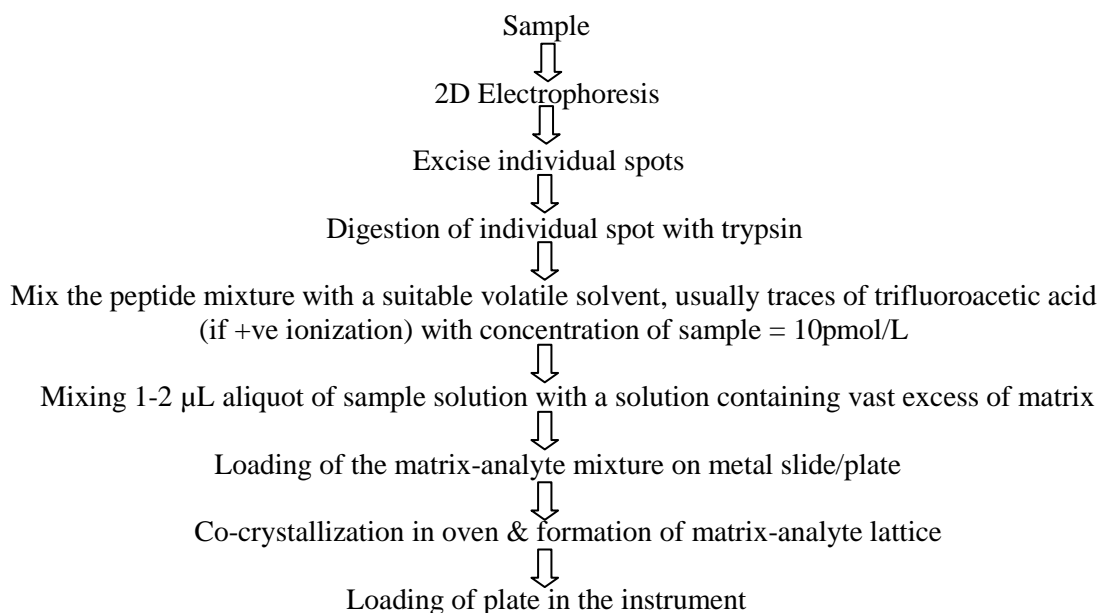 Sample
2D Electrophoresis
Excise individual spots
Digestion of individual spot with trypsin
Mix the peptide mixture with a suitable volatile solvent, usually traces of trifluoroacetic acid
(if +ve ionization) with concentration of sample = 10pmol/L
Mixing 1-2 μL aliquot of sample solution with a solution containing vast excess of matrix
Loading of the matrix-analyte mixture on metal slide/plate
Co-crystallization in oven & formation of matrix-analyte lattice
Loading of plate in the instrument